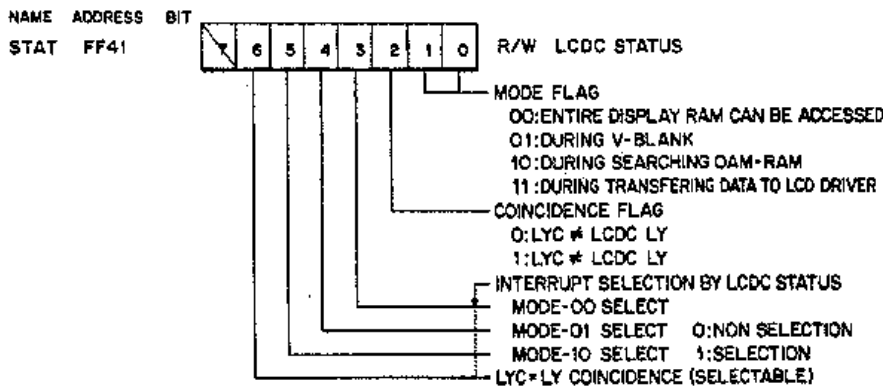 NAME ADDRESS BIT
STAT FF41 7 6 5 4 3 2 1 0 R/W LCDC STATUS
MODE FLAG
00:ENTIRE DISPLAY RAM CAN BE ACCESSED
01:DURING V-BLANK
10:DURING SEARCHING OAM-RAM
11:DURING TRANSFERING DATA TO LCD DRIVER
COINCIDENCE FLAG
0:LYC ≠ LCDC LY
1:LYC ≠ LCDC LY
INTERRUPT SELECTION BY LCDC STATUS
MODE-00 SELECT
MODE-01 SELECT 0:NON SELECTION
MODE-10 SELECT 1:SELECTION
LYC=LY COINCIDENCE (SELECTABLE)